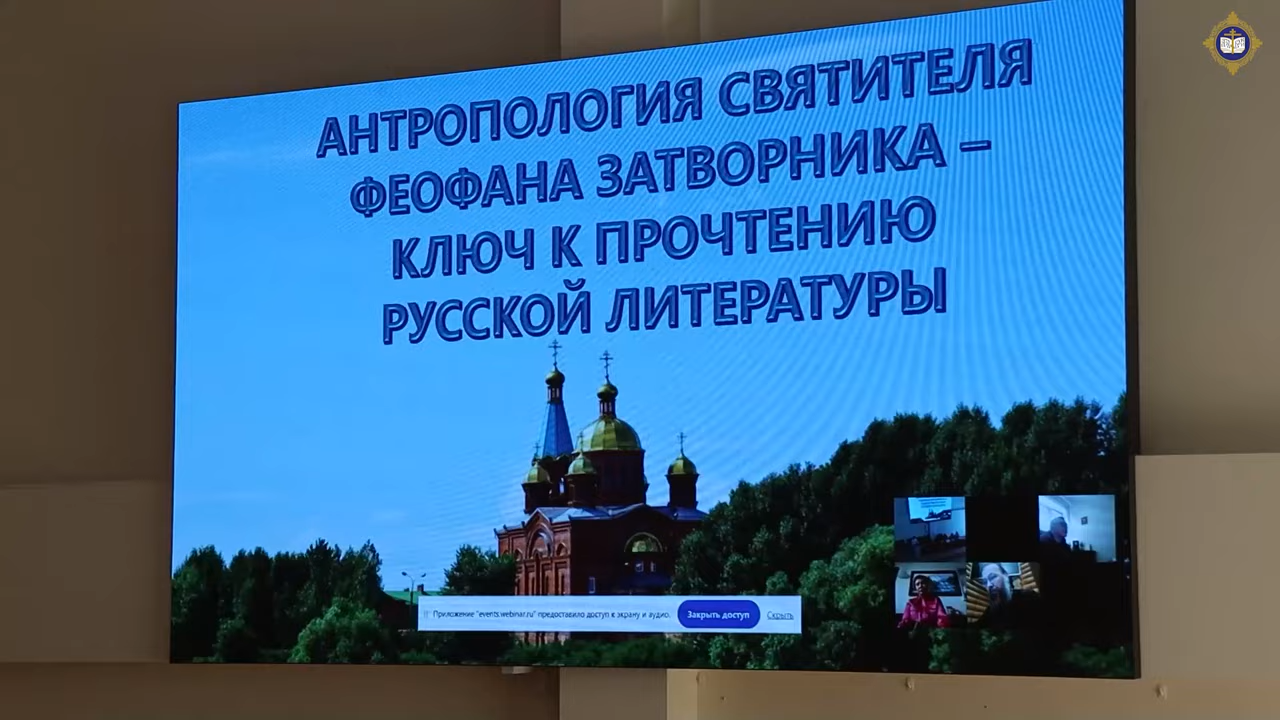 АНТРОПОЛОГИЯ СВЯТИТЕЛЯ
ФЕОФАНА ЗАТВОРНИКА –
КЛЮЧ К ПРОЧТЕНИЮ
РУССКОЙ ЛИТЕРАТУРЫ
Приложение "events.webinar.ru" предоставило доступ к экрану и аудио.
Закрыть доступ
Скрыть